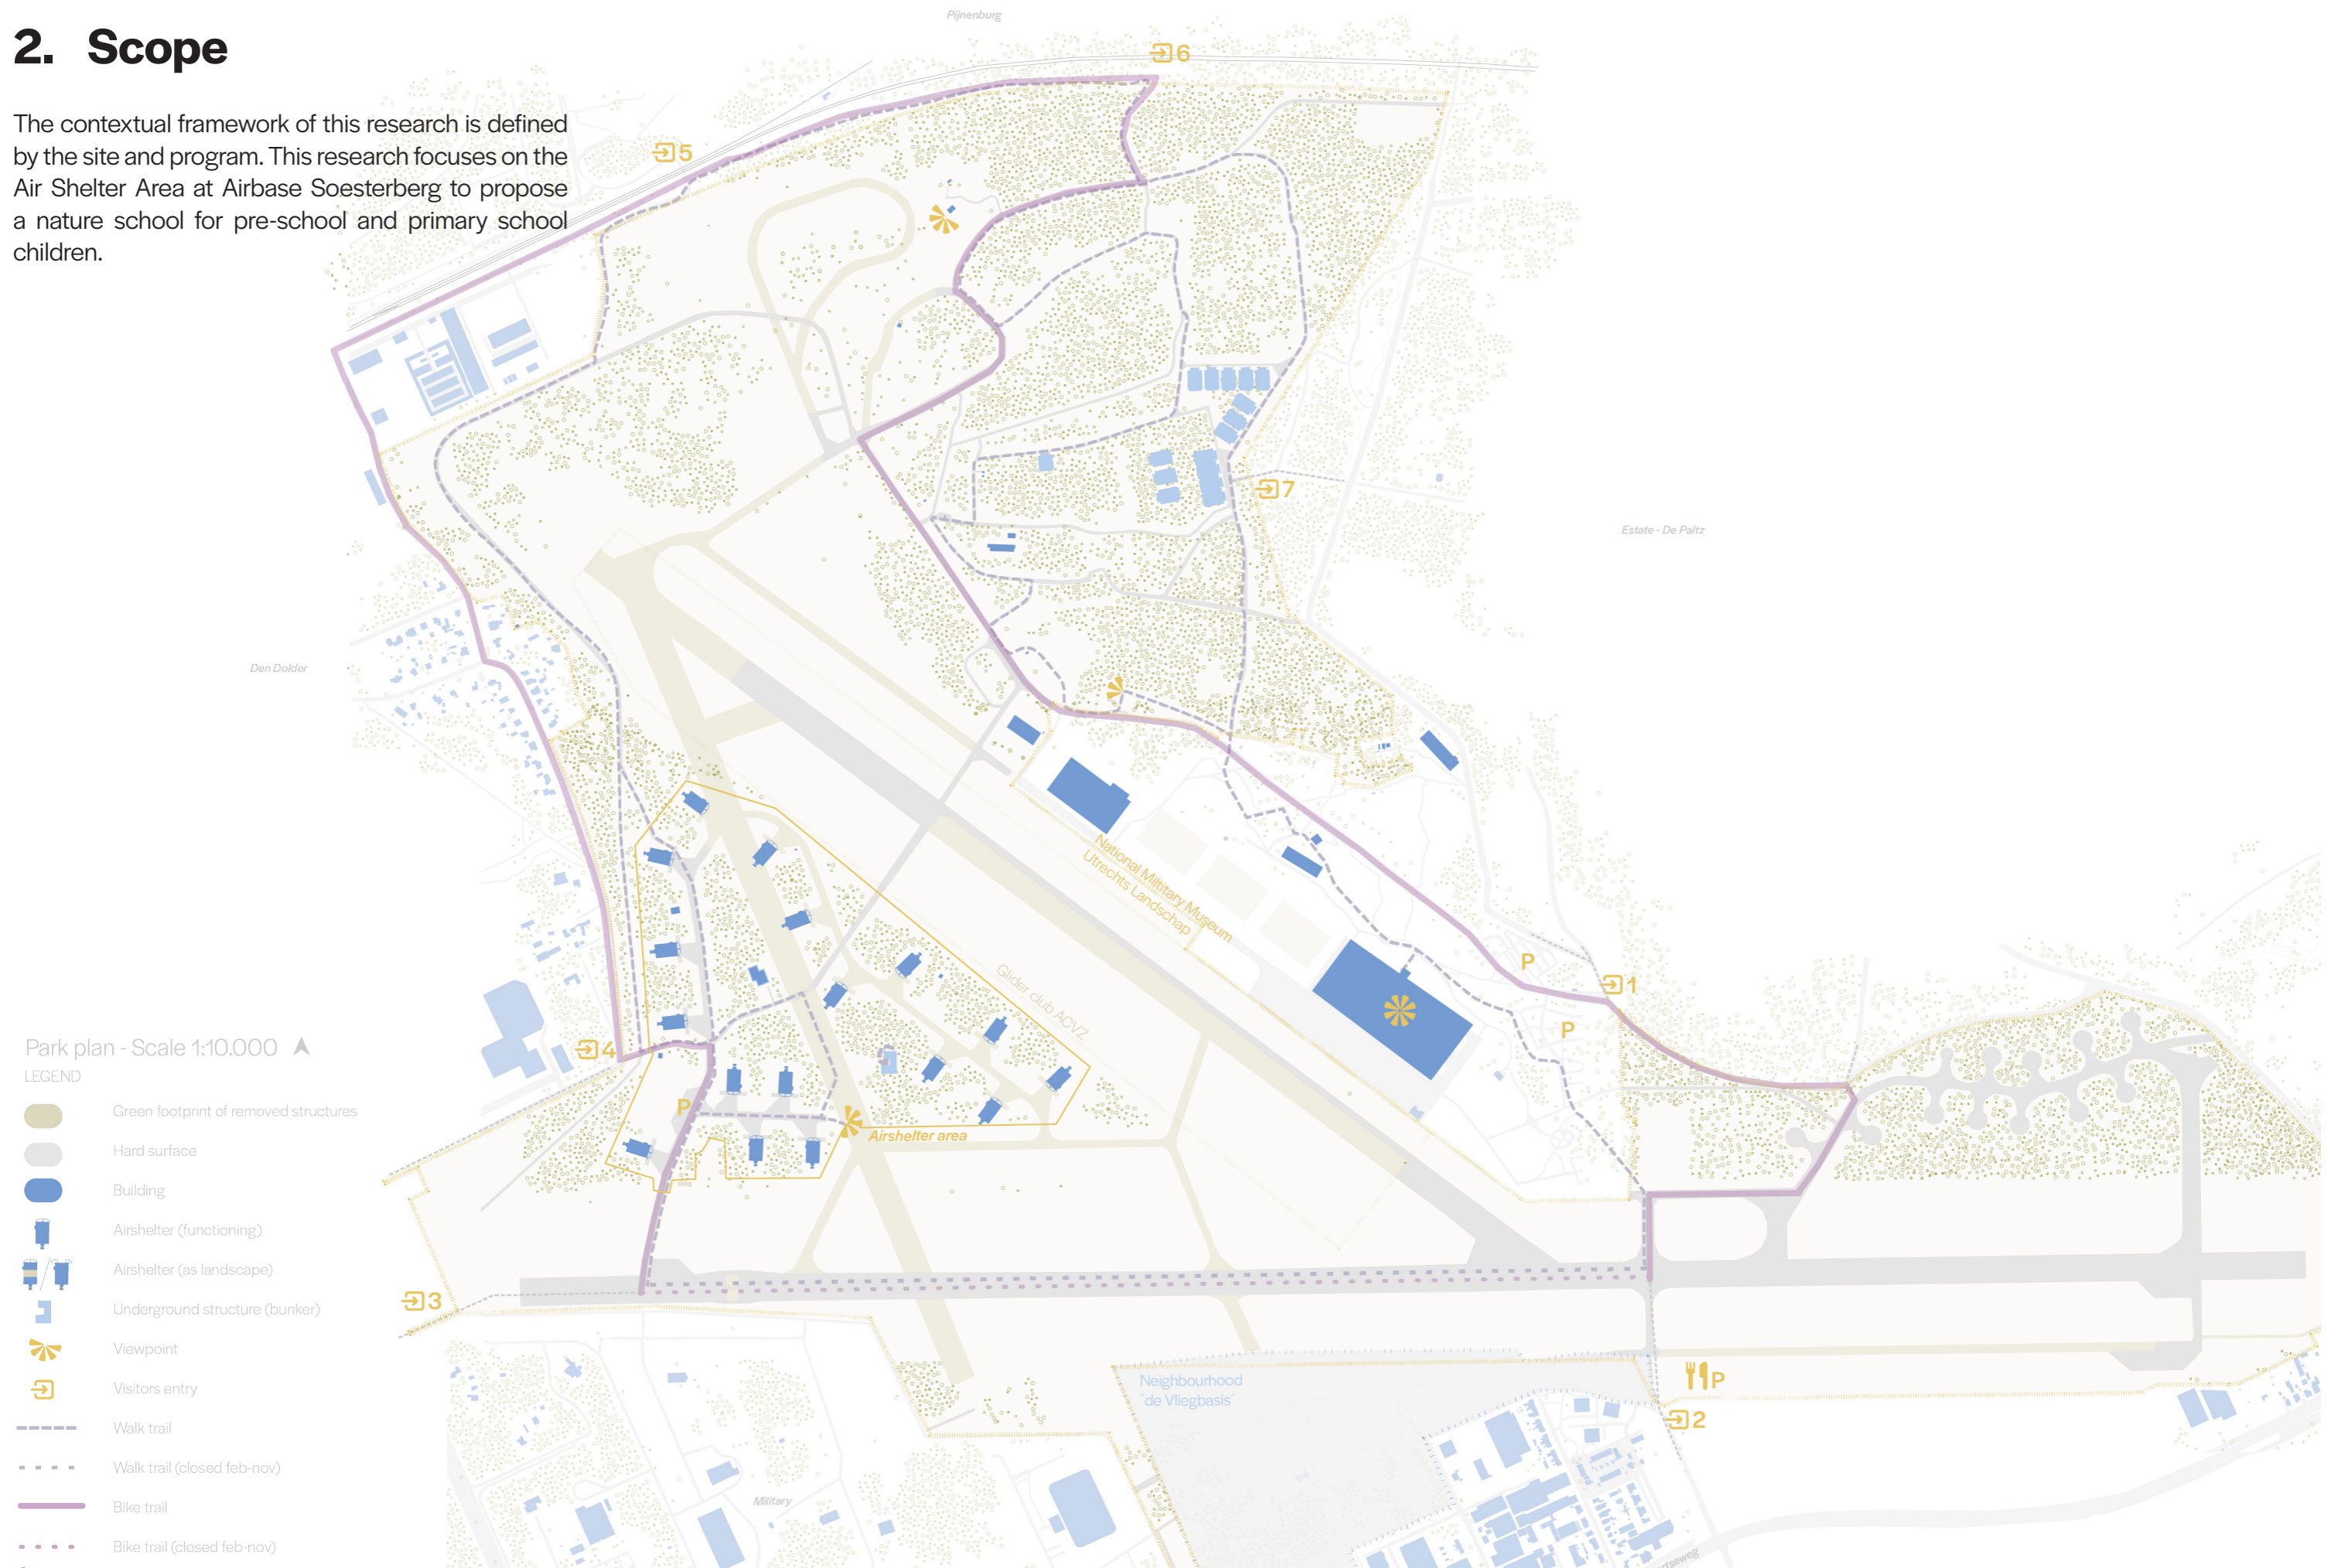 2. Scope
The contextual framework of this research is defined
by the site and program. This research focuses on the
Air Shelter Area at Airbase Soesterberg to propose
a nature school for pre-school and primary school
children.
Pijnenburg
6
5
7
Estate - De Paltz
Den Dolder
National Miltitary Museum
Utrechts Landschap
Glider club ACVZ
P
1
P
4
P
Airshelter area
3
Neighbourhood
´de Vliegbasis´
P
2
Military
Park plan - Scale 1:10.000
LEGEND
Green footprint of removed structures
Hard surface
Building
Airshelter (functioning)
Airshelter (as landscape)
Underground structure (bunker)
Viewpoint
Visitors entry
Walk trail
Walk trail (closed feb-nov)
Bike trail
Bike trail (closed feb-nov)